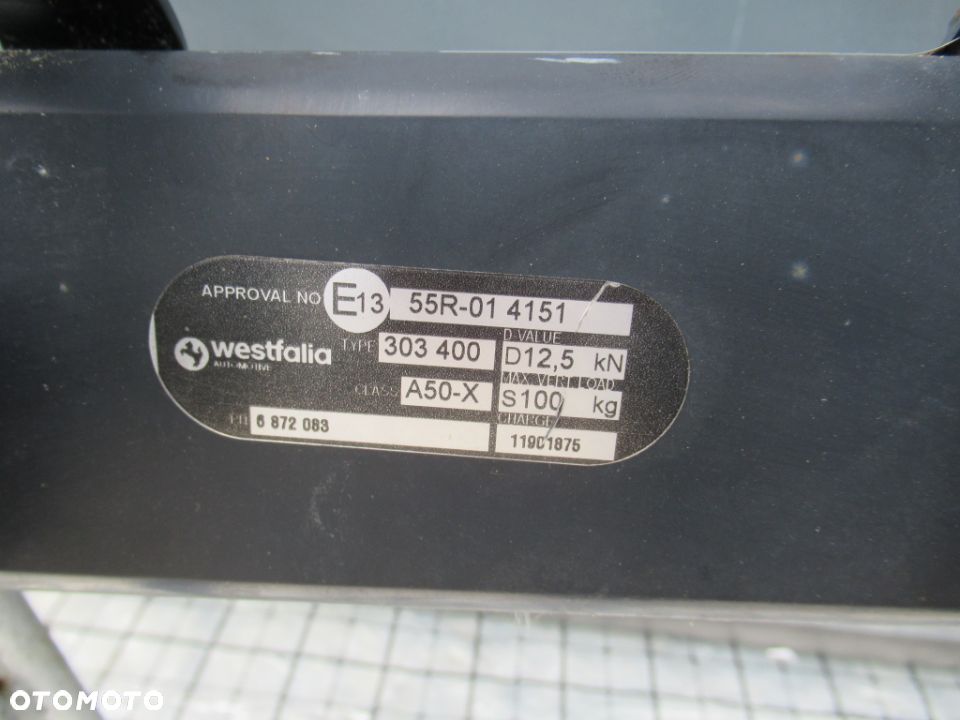 APPROVAL NO E13 55R-01 4151
westfalia
AUTOMOTIVE
TYPE 303 400
D.VALUE
D12,5 kN
CLASS A50-X
MAX.VERT.LOAD
S100 kg
6 872 083
CHARGE
11901875
OTOMOTO